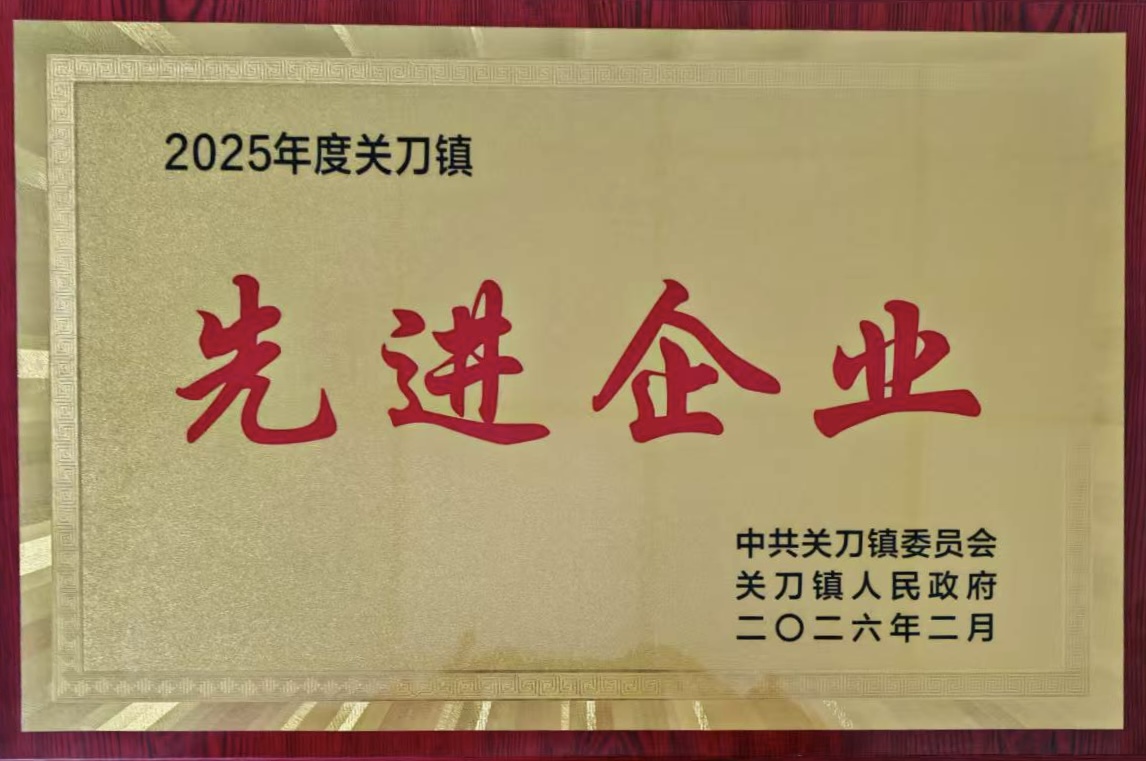 2025年度关刀镇
先进企业
中共关刀镇委员会
关刀镇人民政府
二〇二六年二月